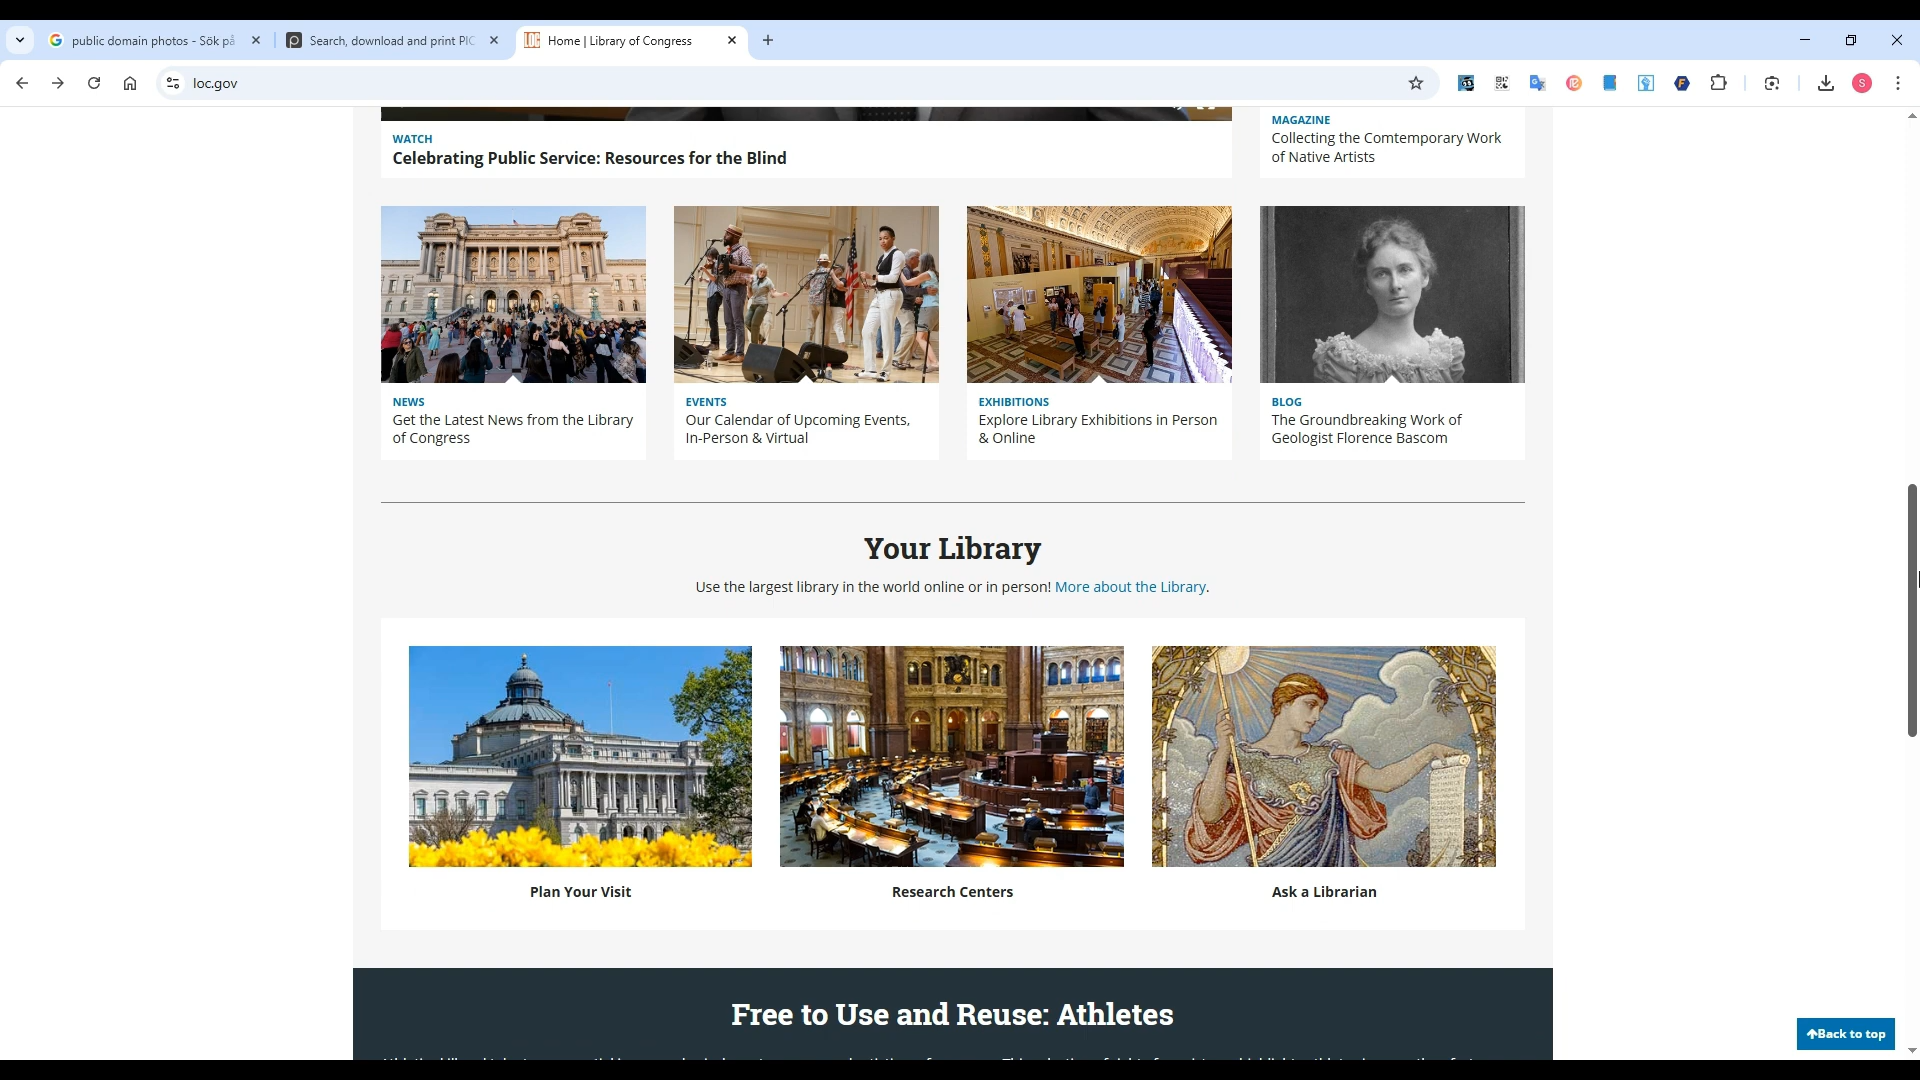 public domain photos - Sök på
Search, download and print PIC
Home | Library of Congress
loc.gov
WATCH
Celebrating Public Service: Resources for the Blind
MAGAZINE
Collecting the Comtemporary Work
of Native Artists
NEWS
Get the Latest News from the Library
of Congress
EVENTS
Our Calendar of Upcoming Events,
In-Person & Virtual
EXHIBITIONS
Explore Library Exhibitions in Person
& Online
BLOG
The Groundbreaking Work of
Geologist Florence Bascom
Your Library
Use the largest library in the world online or in person! More about the Library.
Plan Your Visit
Research Centers
Ask a Librarian
Free to Use and Reuse: Athletes
Back to top